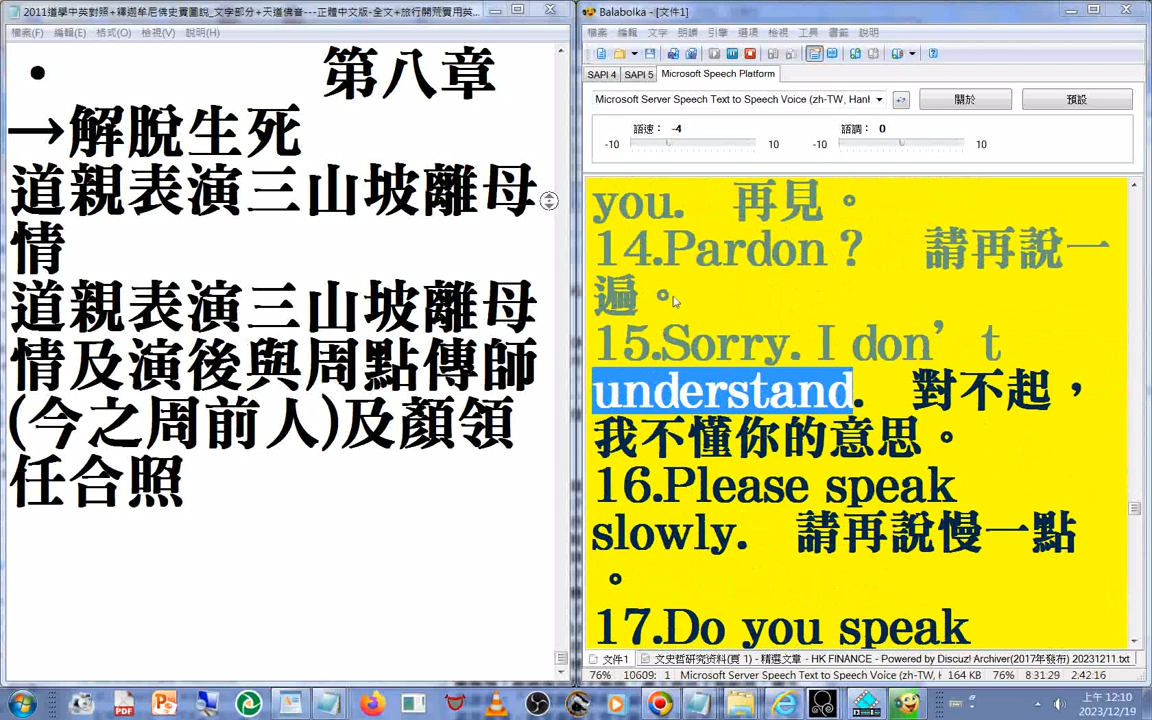 2011道學中英對照+釋迦牟尼佛史實圖說_文字部分+天道佛音---正體中文版-全文+旅行開荒實用英...
檔案(F) 編輯(E) 格式(O) 檢視(V) 說明(H)
• 第八章
→解脫生死
道親表演三山坡離母
情
道親表演三山坡離母
情及演後與周點傳師
(今之周前人)及顏領
任合照
Balabolka - [文件1]
檔案 編輯 文字 朗讀 引擎 選項 檢視 工具 書籤 說明
SAPI 4 SAPI 5 Microsoft Speech Platform
Microsoft Server Speech Text to Speech Voice (zh-TW, Hanl
關於 預設
語速： -4 語調： 0
-10 10 -10 10
you. 再見。
14.Pardon？ 請再說一
遍。
15.Sorry. I don’t
understand. 對不起，
我不懂你的意思。
16.Please speak
slowly. 請再說慢一點
。
17.Do you speak
文件1 文史哲研究资料(頁 1) - 精選文章 - HK FINANCE - Powered by Discuz! Archiver(2017年發布) 20231211.txt
76% 10609: 1 Microsoft Server Speech Text to Speech Voice (zh-TW, H 164 KB 76% 8:31:29 2:42:16
上午 12:10
2023/12/19